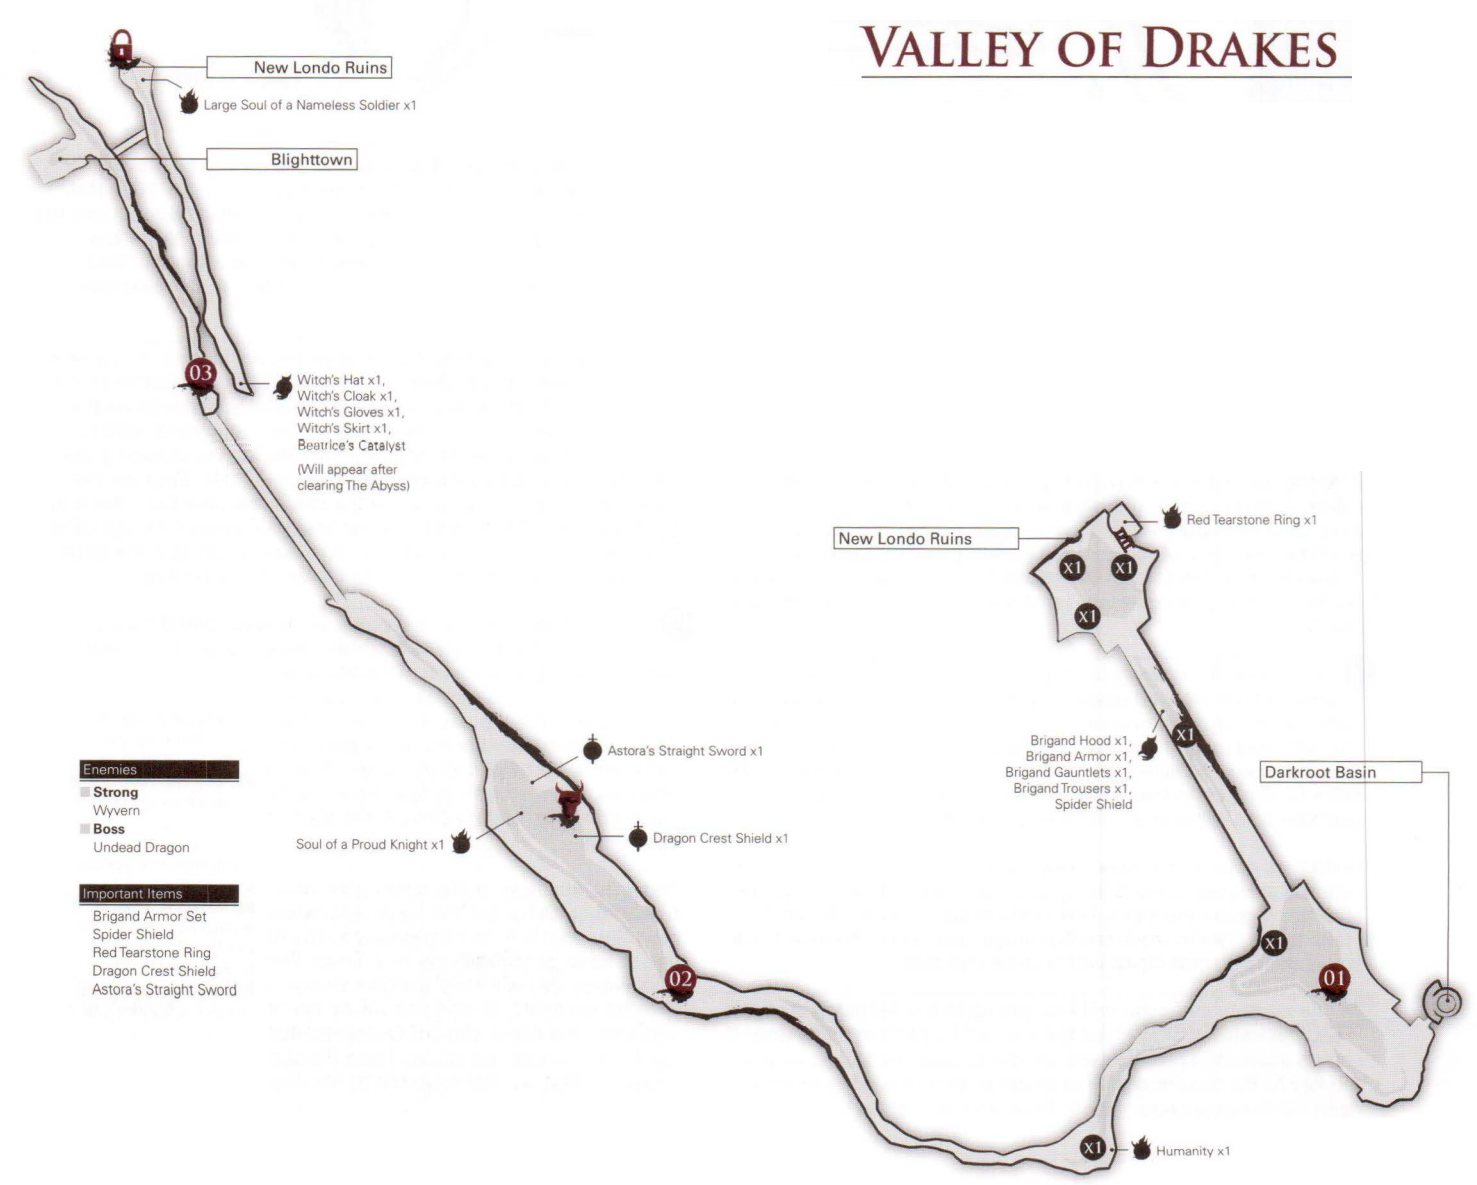 VALLEY OF DRAKES
New Londo Ruins
Large Soul of a Nameless Soldier x1
Blighttown
03
Witch's Hat x1,
Witch's Cloak x1,
Witch's Gloves x1,
Witch's Skirt x1,
Beatrice's Catalyst
(Will appear after
clearing The Abyss)
New Londo Ruins
Red Tearstone Ring x1
x1
x1
x1
Brigand Hood x1,
Brigand Armor x1,
Brigand Gauntlets x1,
Brigand Trousers x1,
Spider Shield
x1
Darkroot Basin
Astora's Straight Sword x1
Soul of a Proud Knight x1
Dragon Crest Shield x1
Enemies
Strong
Wyvern
Boss
Undead Dragon
Important Items
Brigand Armor Set
Spider Shield
Red Tearstone Ring
Dragon Crest Shield
Astora's Straight Sword
x1
01
02
x1
Humanity x1